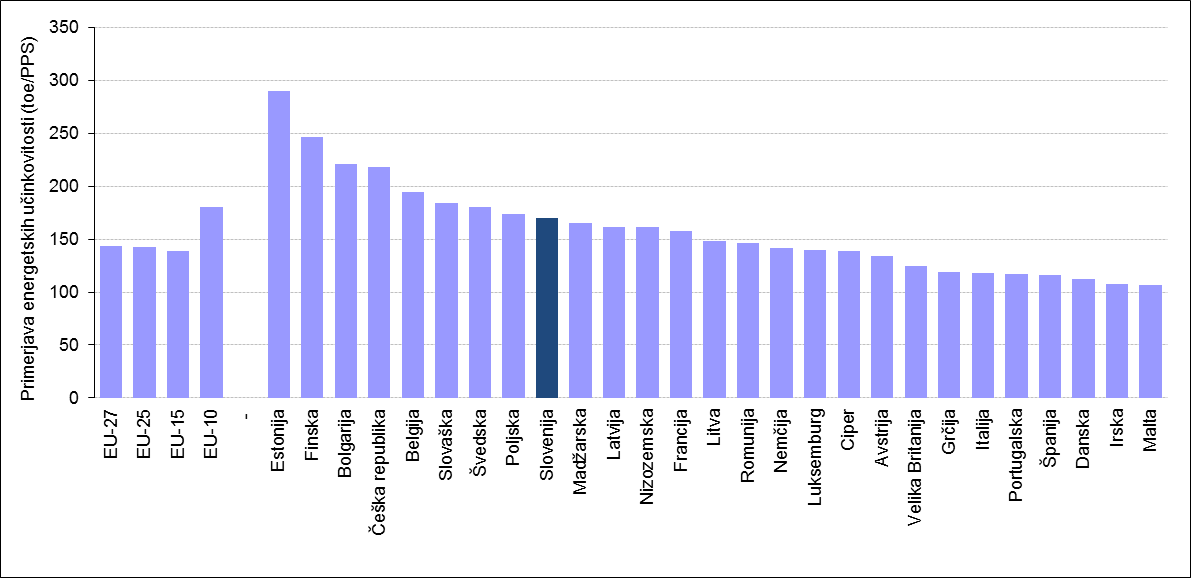 Primerjava energetskih učinkovitosti (toe/PPS)
350
300
250
200
150
100
50
0
EU-27
EU-25
EU-15
EU-10
-
Estonija
Finska
Bolgarija
Češka republika
Belgija
Slovaška
Švedska
Poljska
Slovenija
Madžarska
Latvija
Nizozemska
Francija
Litva
Romunija
Nemčija
Luksemburg
Ciper
Avstrija
Velika Britanija
Grčija
Italija
Portugalska
Španija
Danska
Irska
Malta